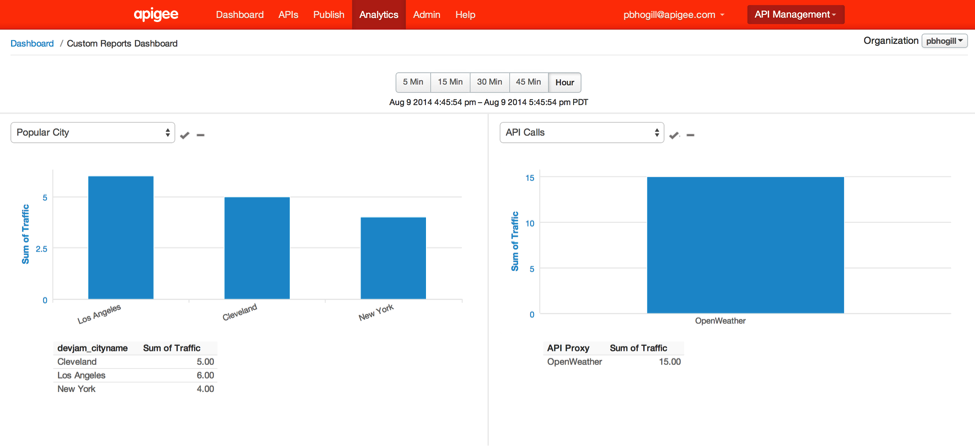 apigee Dashboard APIs Publish Analytics Admin Help pbhogill@apigee.com API Management
Dashboard / Custom Reports Dashboard Organization pbhogill
5 Min 15 Min 30 Min 45 Min Hour
Aug 9 2014 4:45:54 pm – Aug 9 2014 5:45:54 pm PDT
Popular City
Sum of Traffic
5
2.5
0
Los Angeles Cleveland New York
devjam_cityname Sum of Traffic
Cleveland 5.00
Los Angeles 6.00
New York 4.00
API Calls
Sum of Traffic
15
10
5
0
OpenWeather
API Proxy Sum of Traffic
OpenWeather 15.00